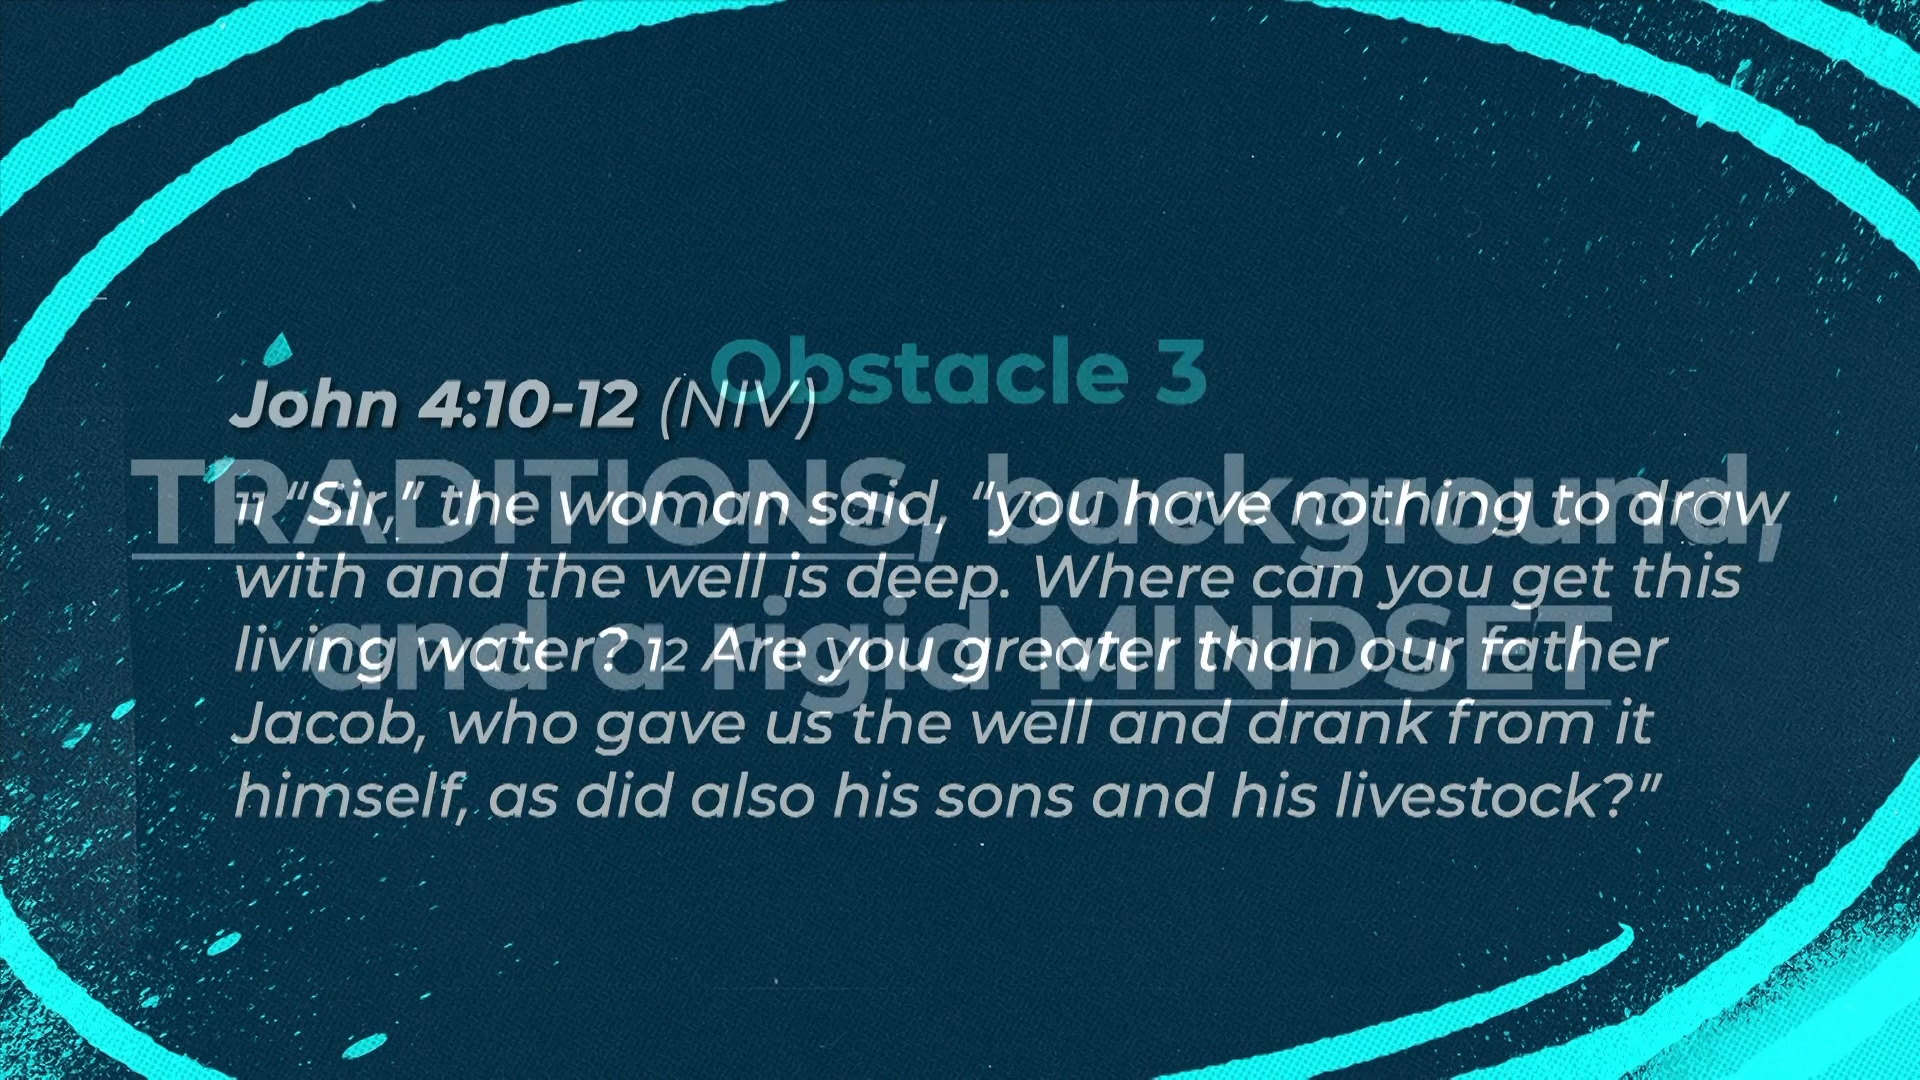 Obstacle 3
TRADITIONS, background,
and a rigid MINDSET
John 4:10-12 (NIV)
11 “Sir,” the woman said, “you have nothing to draw
with and the well is deep. Where can you get this
living water? 12 Are you greater than our father
Jacob, who gave us the well and drank from it
himself, as did also his sons and his livestock?”